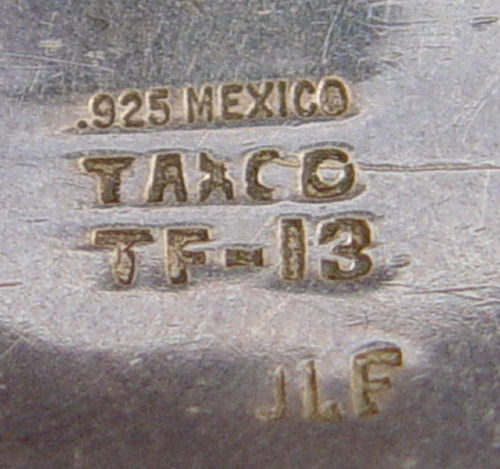 .925 MEXICO
TAXCO
TF-13
JLF